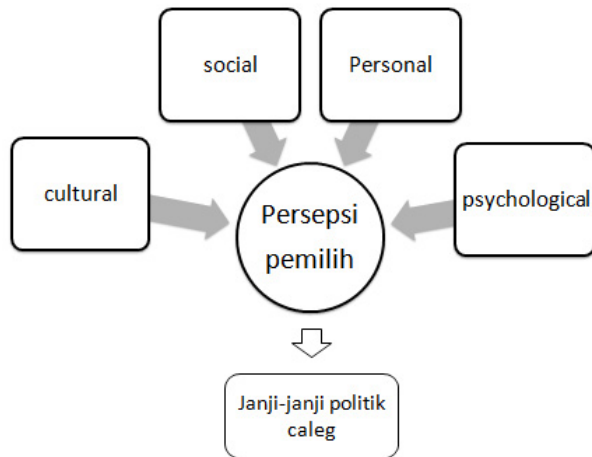 social
Personal
cultural
psychological
Persepsi
pemilih
Janji-janji politik
caleg